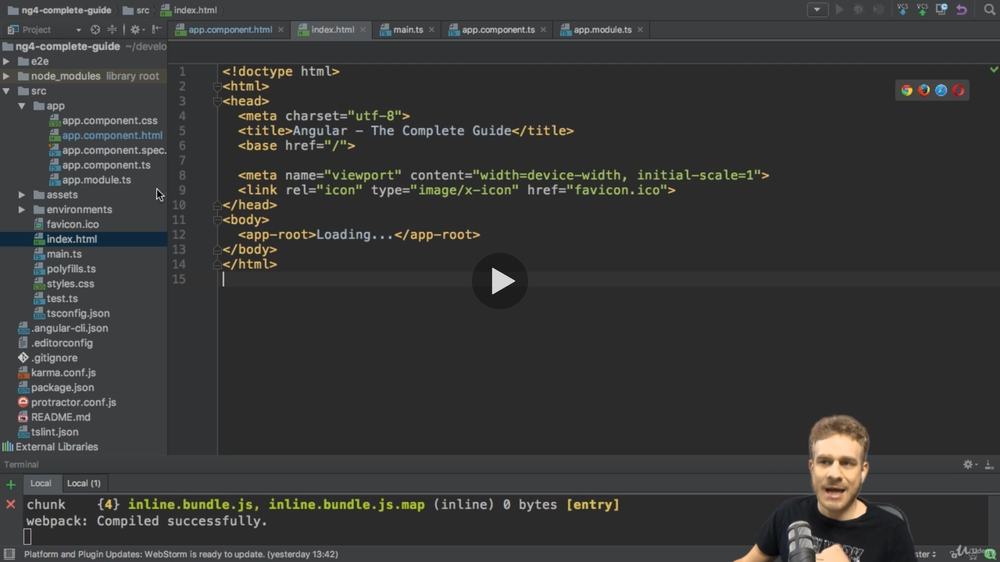 ng4-complete-guide src index.html
VCS VCS
Project
app.component.html index.html main.ts app.component.ts app.module.ts
ng4-complete-guide ~/develo
e2e
node_modules library root
src
app
app.component.css
app.component.html
app.component.spec.
app.component.ts
app.module.ts
assets
environments
favicon.ico
index.html
main.ts
polyfills.ts
styles.css
test.ts
tsconfig.json
.angular-cli.json
.editorconfig
.gitignore
karma.conf.js
package.json
protractor.conf.js
README.md
tslint.json
External Libraries
1 <!doctype html>
2 <html>
3 <head>
4 <meta charset="utf-8">
5 <title>Angular - The Complete Guide</title>
6 <base href="/">
7
8 <meta name="viewport" content="width=device-width, initial-scale=1">
9 <link rel="icon" type="image/x-icon" href="favicon.ico">
10 </head>
11 <body>
12 <app-root>Loading...</app-root>
13 </body>
14 </html>
15
Terminal
Local Local (1)
chunk {4} inline.bundle.js, inline.bundle.js.map (inline) 0 bytes [entry]
webpack: Compiled successfully.
Platform and Plugin Updates: WebStorm is ready to update. (yesterday 13:42)
ster